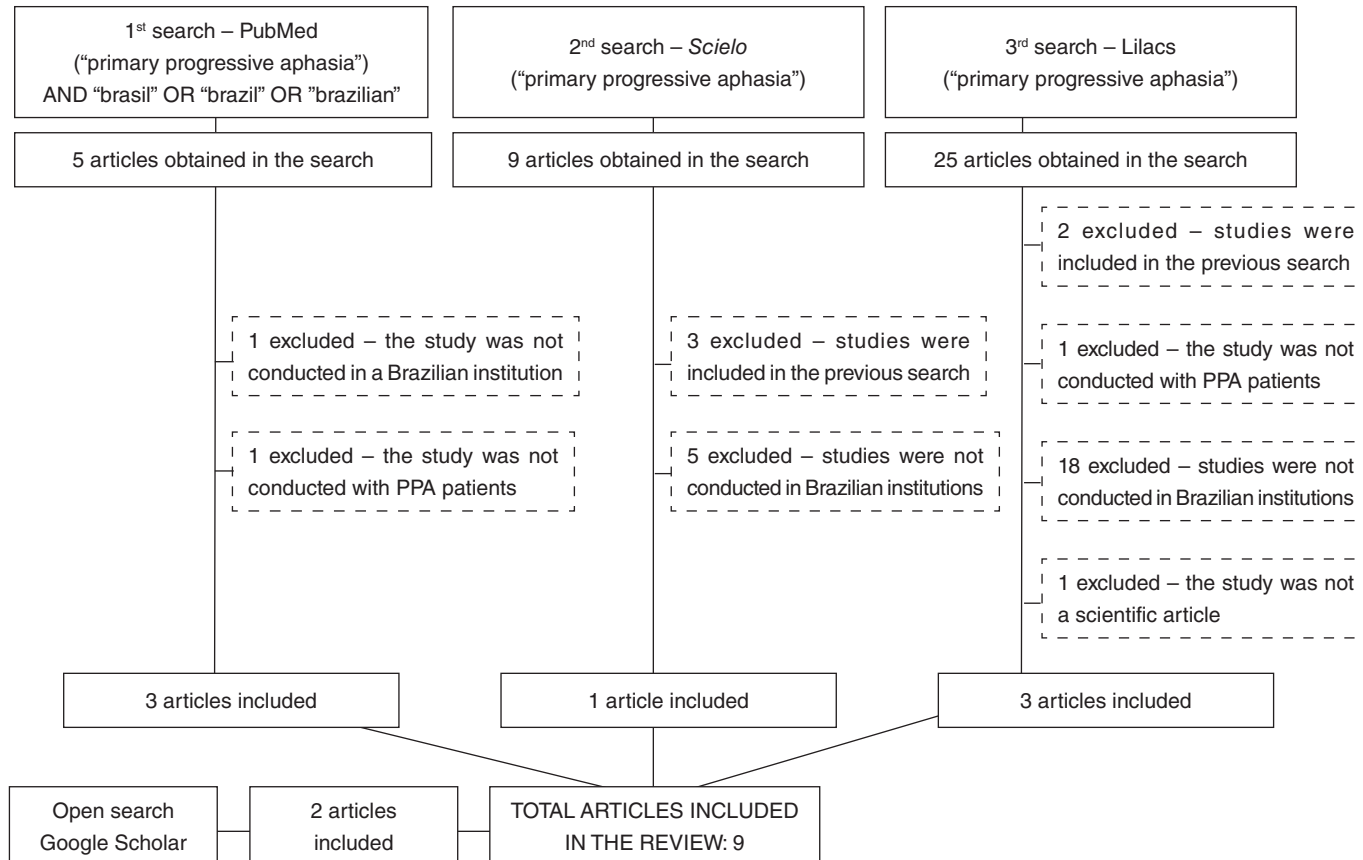 1st search – PubMed
(“primary progressive aphasia”)
AND “brasil” OR “brazil” OR ”brazilian”
5 articles obtained in the search
1 excluded – the study was not
conducted in a Brazilian institution
1 excluded – the study was not
conducted with PPA patients
3 articles included
2nd search – Scielo
(“primary progressive aphasia”)
9 articles obtained in the search
3 excluded – studies were
included in the previous search
5 excluded – studies were not
conducted in Brazilian institutions
1 article included
3rd search – Lilacs
(“primary progressive aphasia”)
25 articles obtained in the search
2 excluded – studies were
included in the previous search
1 excluded – the study was not
conducted with PPA patients
18 excluded – studies were not
conducted in Brazilian institutions
1 excluded – the study was not
a scientific article
3 articles included
Open search
Google Scholar
2 articles
included
TOTAL ARTICLES INCLUDED
IN THE REVIEW: 9